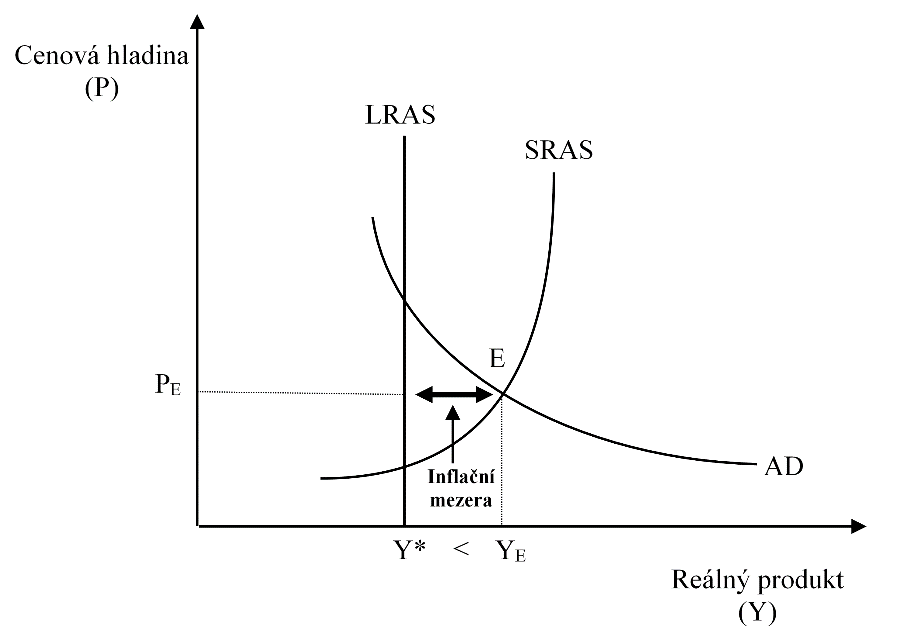 Cenová hladina
(P)
LRAS
SRAS
E
P_E
Inflační
mezera
AD
Y* < Y_E
Reálný produkt
(Y)